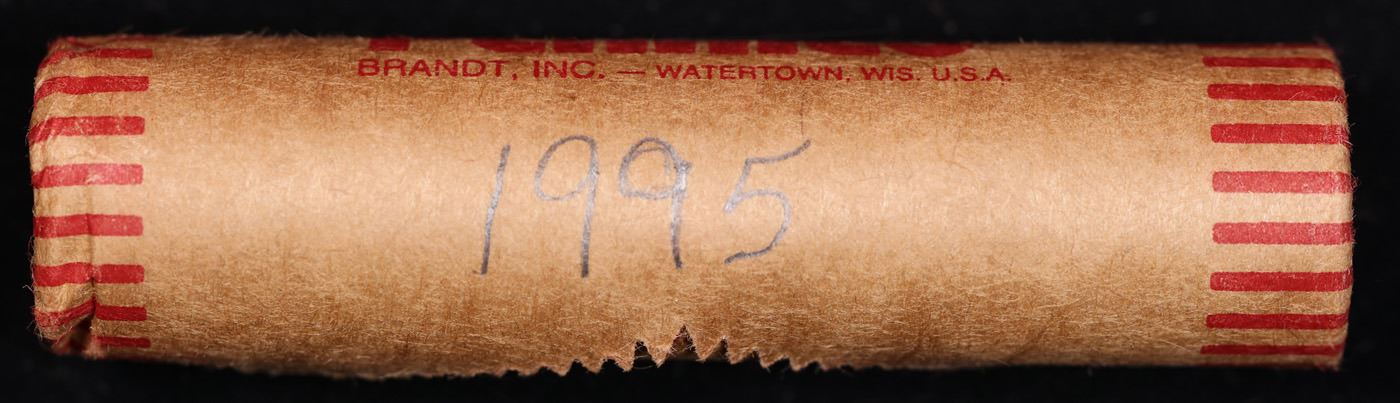 BRANDT, INC. — WATERTOWN, WIS. U.S.A.
1995